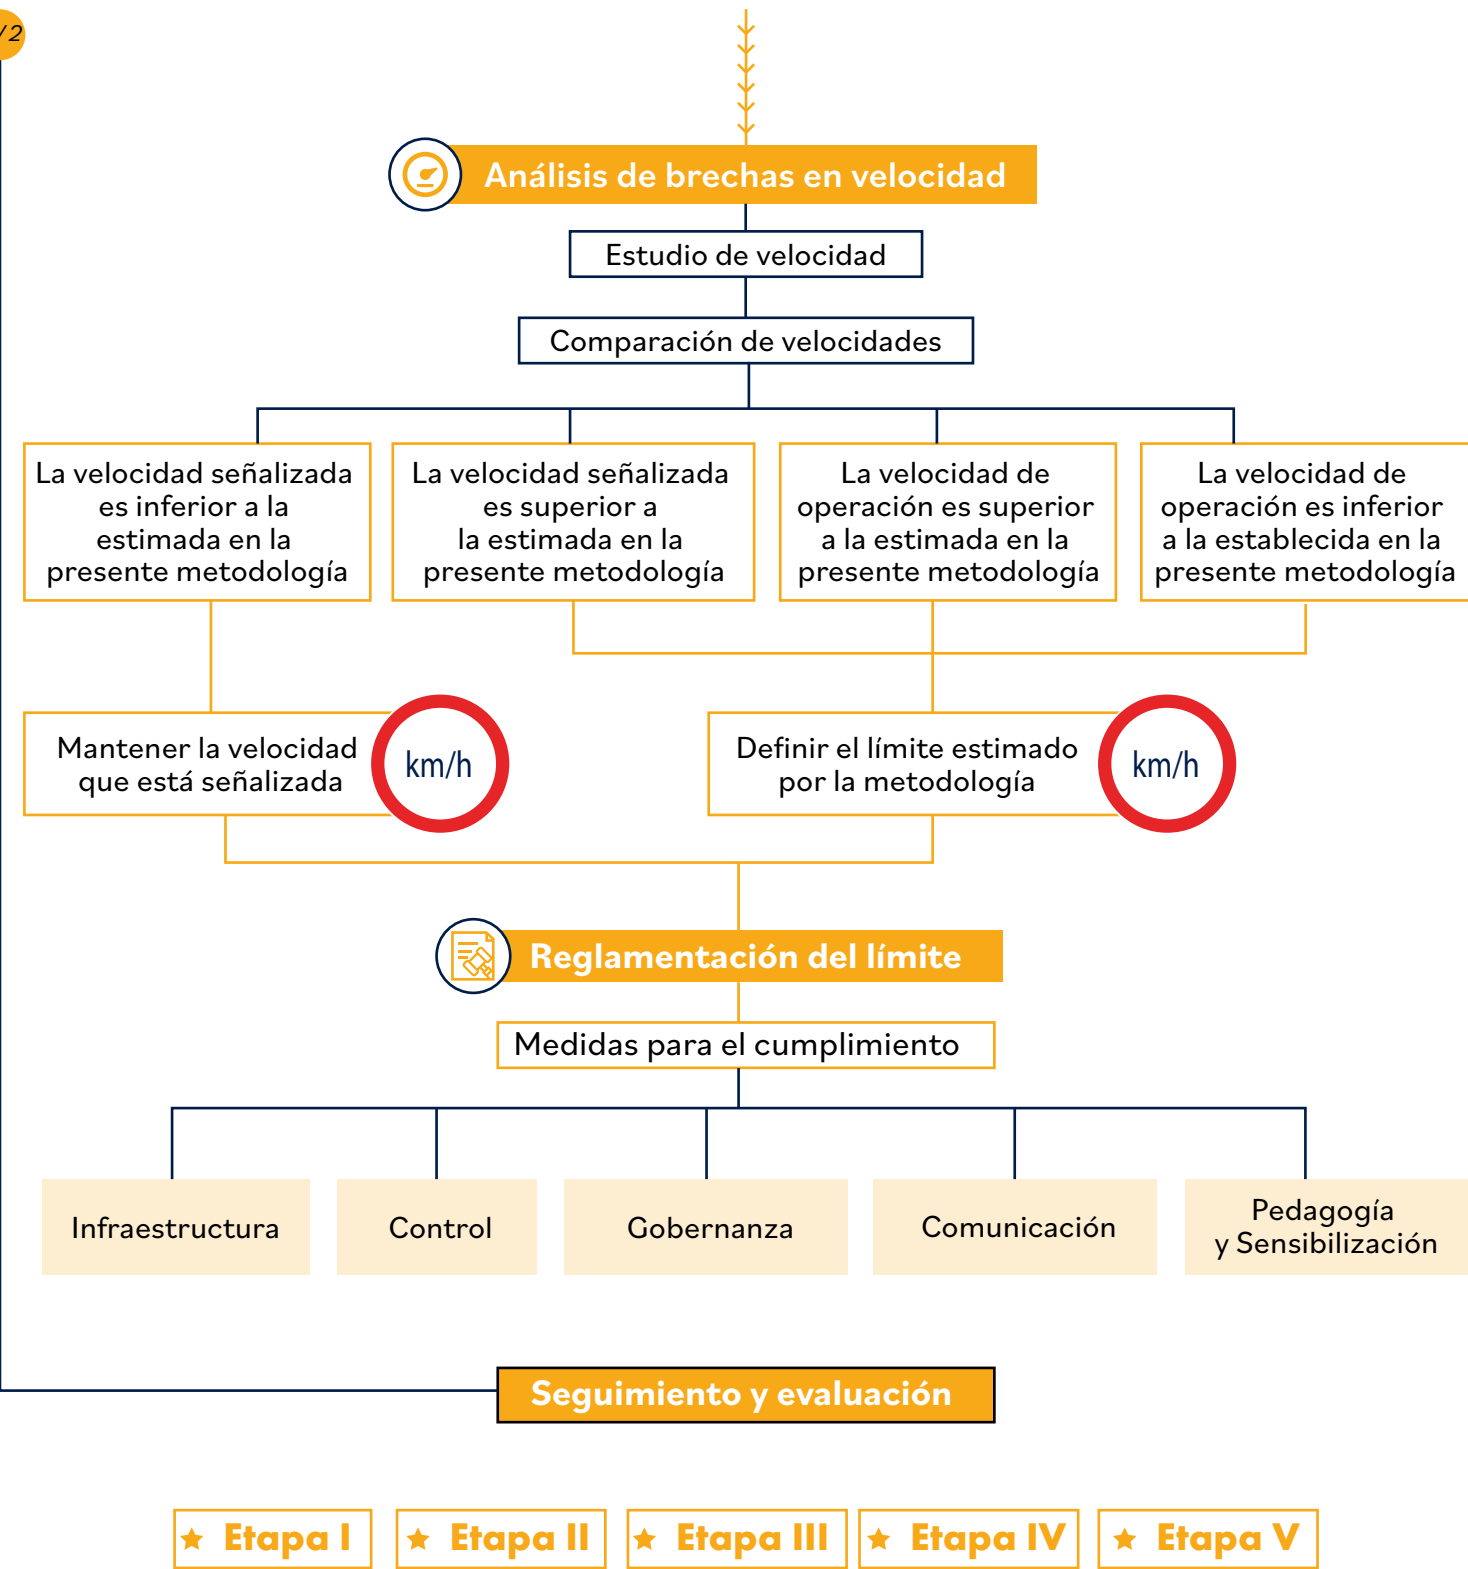 /2
Análisis de brechas en velocidad
Estudio de velocidad
Comparación de velocidades
La velocidad señalizada
es inferior a la
estimada en la
presente metodología
La velocidad señalizada
es superior a
la estimada en la
presente metodología
La velocidad de
operación es superior
a la estimada en la
presente metodología
La velocidad de
operación es inferior
a la establecida en la
presente metodología
Mantener la velocidad
que está señalizada
km/h
Definir el límite estimado
por la metodología
km/h
Reglamentación del límite
Medidas para el cumplimiento
Infraestructura
Control
Gobernanza
Comunicación
Pedagogía
y Sensibilización
Seguimiento y evaluación
Etapa I
Etapa II
Etapa III
Etapa IV
Etapa V